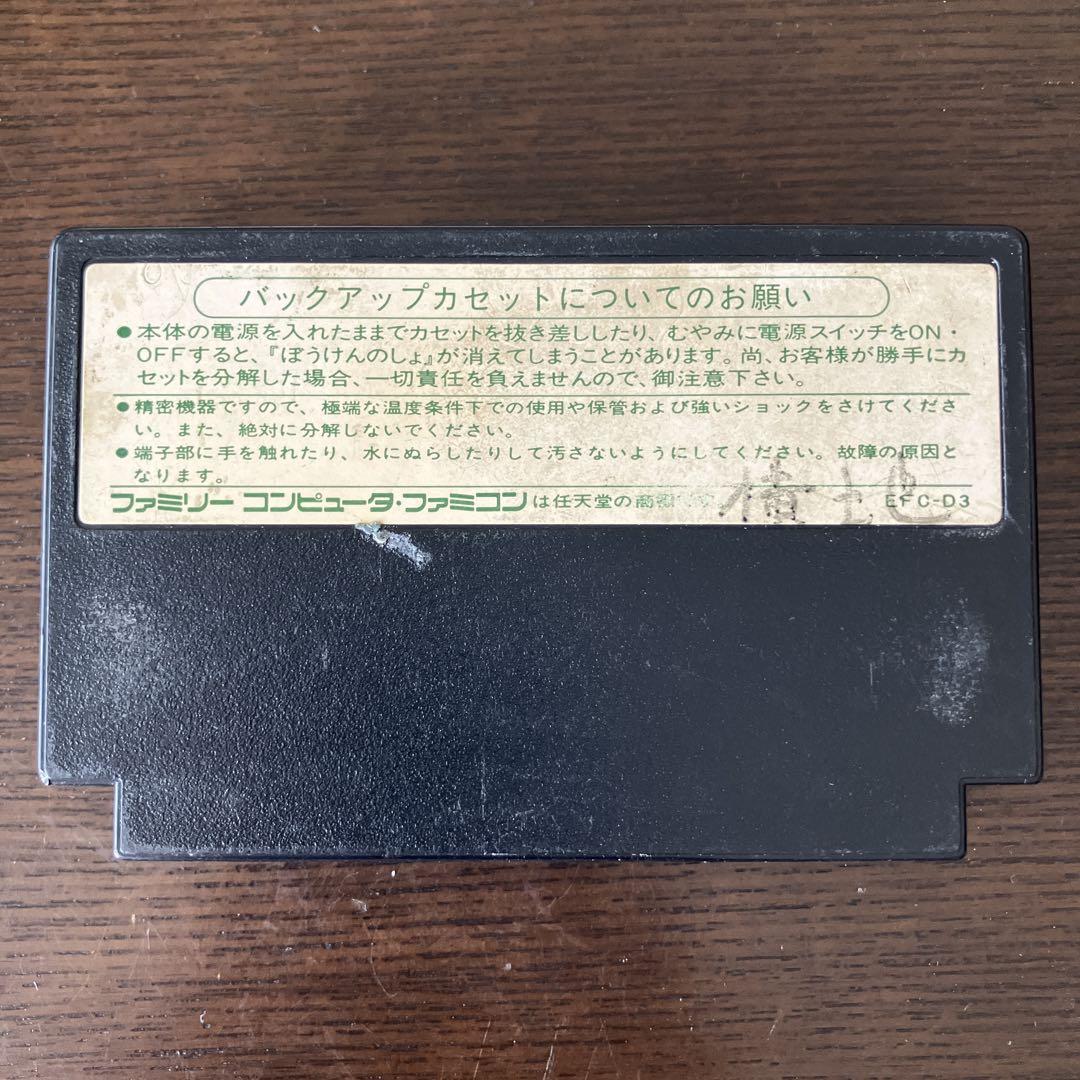 バックアップカセットについてのお願い
●本体の電源を入れたままでカセットを抜き差ししたり、むやみに電源スイッチをON・
OFFすると、『ぼうけんのしょ』が消えてしまうことがあります。尚、お客様が勝手にカ
セットを分解した場合、一切責任を負えませんので、御注意下さい。
●精密機器ですので、極端な温度条件下での使用や保管および強いショックをさけてくださ
い。また、絶対に分解しないでください。
●端子部に手を触れたり、水にぬらしたりして汚さないようにしてください。故障の原因と
なります。
ファミリー コンピュータ・ファミコンは任天堂の商標です EFC-D3